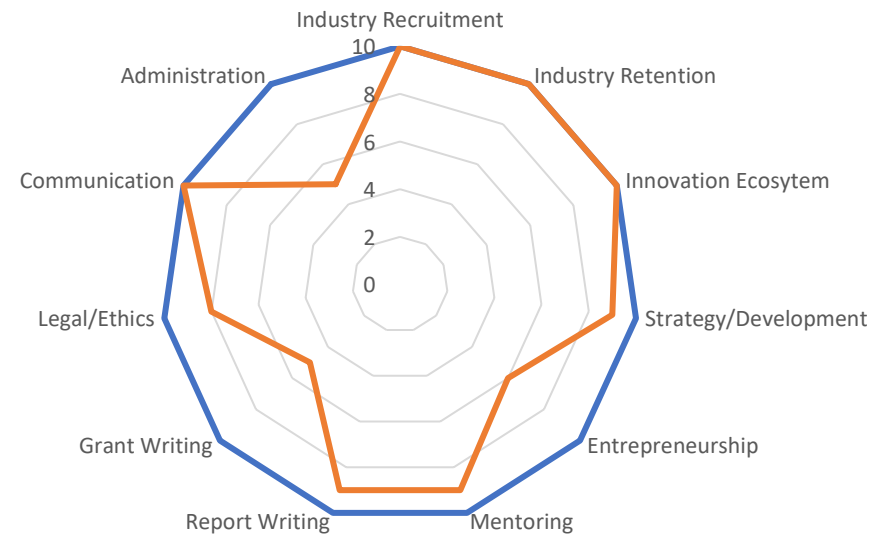 Industry Recruitment
10
Administration
Industry Retention
8
6
Communication
Innovation Ecosytem
4
2
0
Legal/Ethics
Strategy/Development
Grant Writing
Entrepreneurship
Report Writing
Mentoring